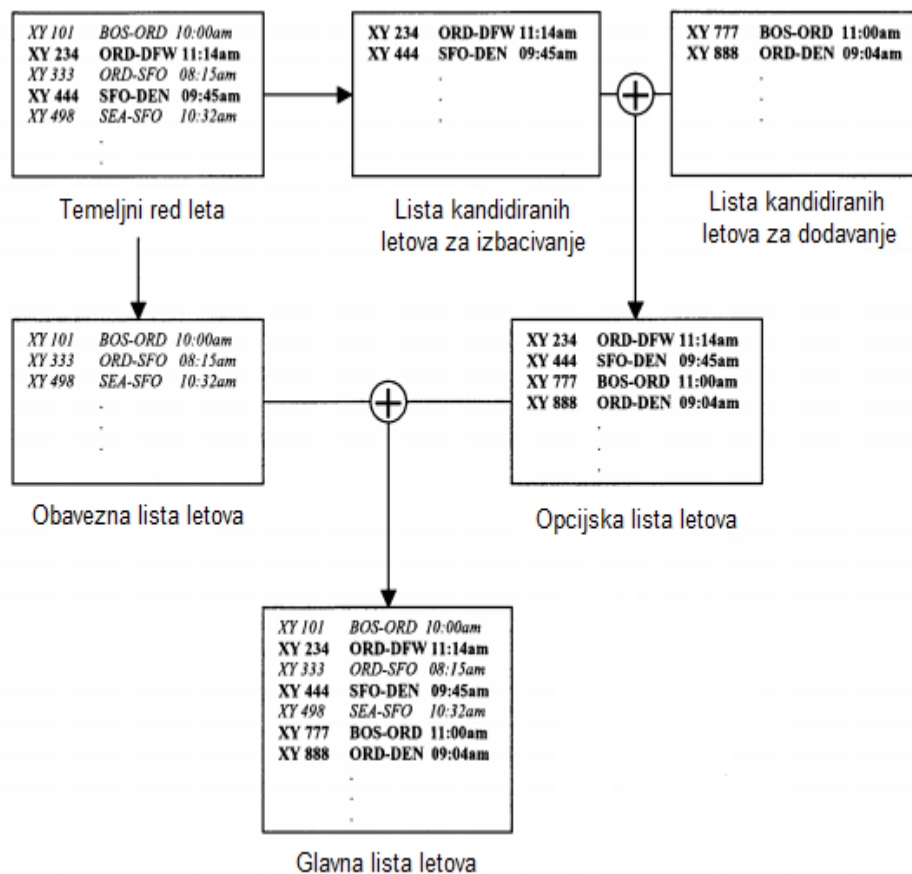 XY 101 BOS-ORD 10:00am
XY 234 ORD-DFW 11:14am
XY 333 ORD-SFO 08:15am
XY 444 SFO-DEN 09:45am
XY 498 SEA-SFO 10:32am
.
.
Temeljni red leta
XY 234 ORD-DFW 11:14am
XY 444 SFO-DEN 09:45am
.
.
.
Lista kandidiranih
letova za izbacivanje
XY 777 BOS-ORD 11:00am
XY 888 ORD-DEN 09:04am
.
.
.
Lista kandidiranih
letova za dodavanje
XY 101 BOS-ORD 10:00am
XY 333 ORD-SFO 08:15am
XY 498 SEA-SFO 10:32am
.
.
.
Obavezna lista letova
XY 234 ORD-DFW 11:14am
XY 444 SFO-DEN 09:45am
XY 777 BOS-ORD 11:00am
XY 888 ORD-DEN 09:04am
.
.
.
Opcijska lista letova
XY 101 BOS-ORD 10:00am
XY 234 ORD-DFW 11:14am
XY 333 ORD-SFO 08:15am
XY 444 SFO-DEN 09:45am
XY 498 SEA-SFO 10:32am
XY 777 BOS-ORD 11:00am
XY 888 ORD-DEN 09:04am
.
.
.
Glavna lista letova